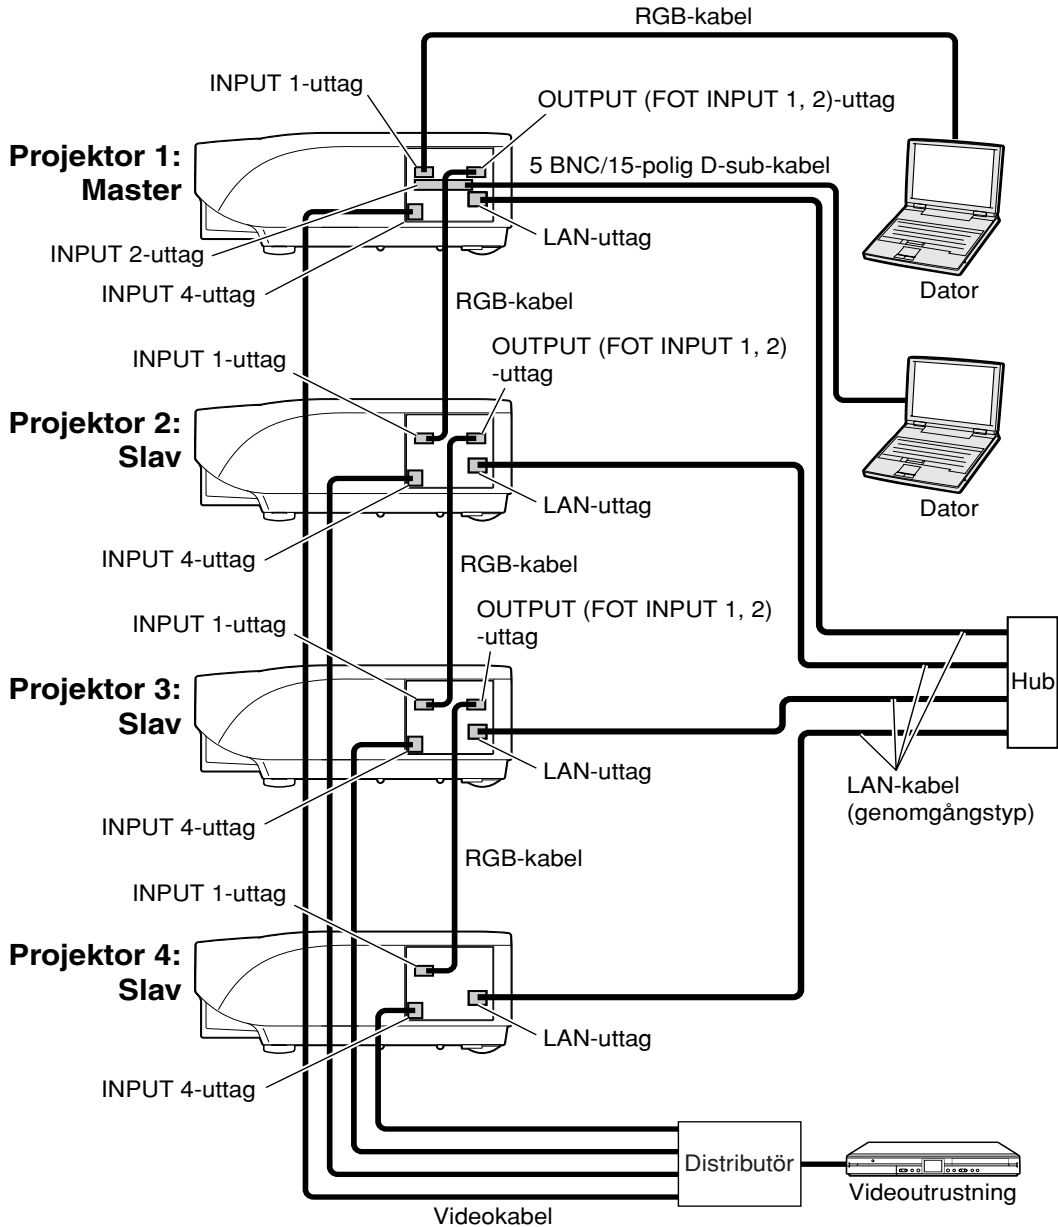 RGB-kabel
INPUT 1-uttag
OUTPUT (FOT INPUT 1, 2)-uttag
Projektor 1:
Master
5 BNC/15-polig D-sub-kabel
INPUT 2-uttag
LAN-uttag
INPUT 4-uttag
RGB-kabel
Dator
INPUT 1-uttag
OUTPUT (FOT INPUT 1, 2)
-uttag
Projektor 2:
Slav
LAN-uttag
Dator
INPUT 4-uttag
RGB-kabel
INPUT 1-uttag
OUTPUT (FOT INPUT 1, 2)
-uttag
Hub
Projektor 3:
Slav
LAN-uttag
LAN-kabel
(genomgångstyp)
INPUT 4-uttag
RGB-kabel
INPUT 1-uttag
Projektor 4:
Slav
LAN-uttag
INPUT 4-uttag
Distributör
Videoutrustning
Videokabel